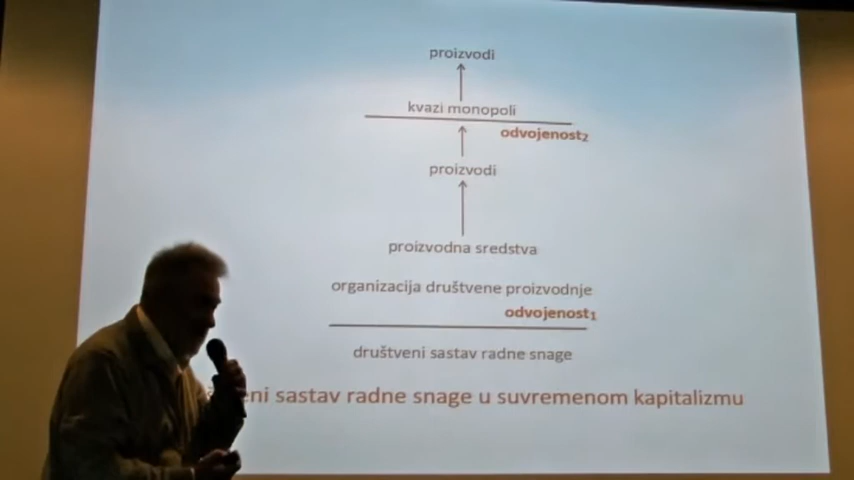 proizvodi
kvazi monopoli
odvojenost2
proizvodi
proizvodna sredstva
organizacija društvene proizvodnje
odvojenost1
društveni sastav radne snage
sastav radne snage u suvremenom kapitalizmu